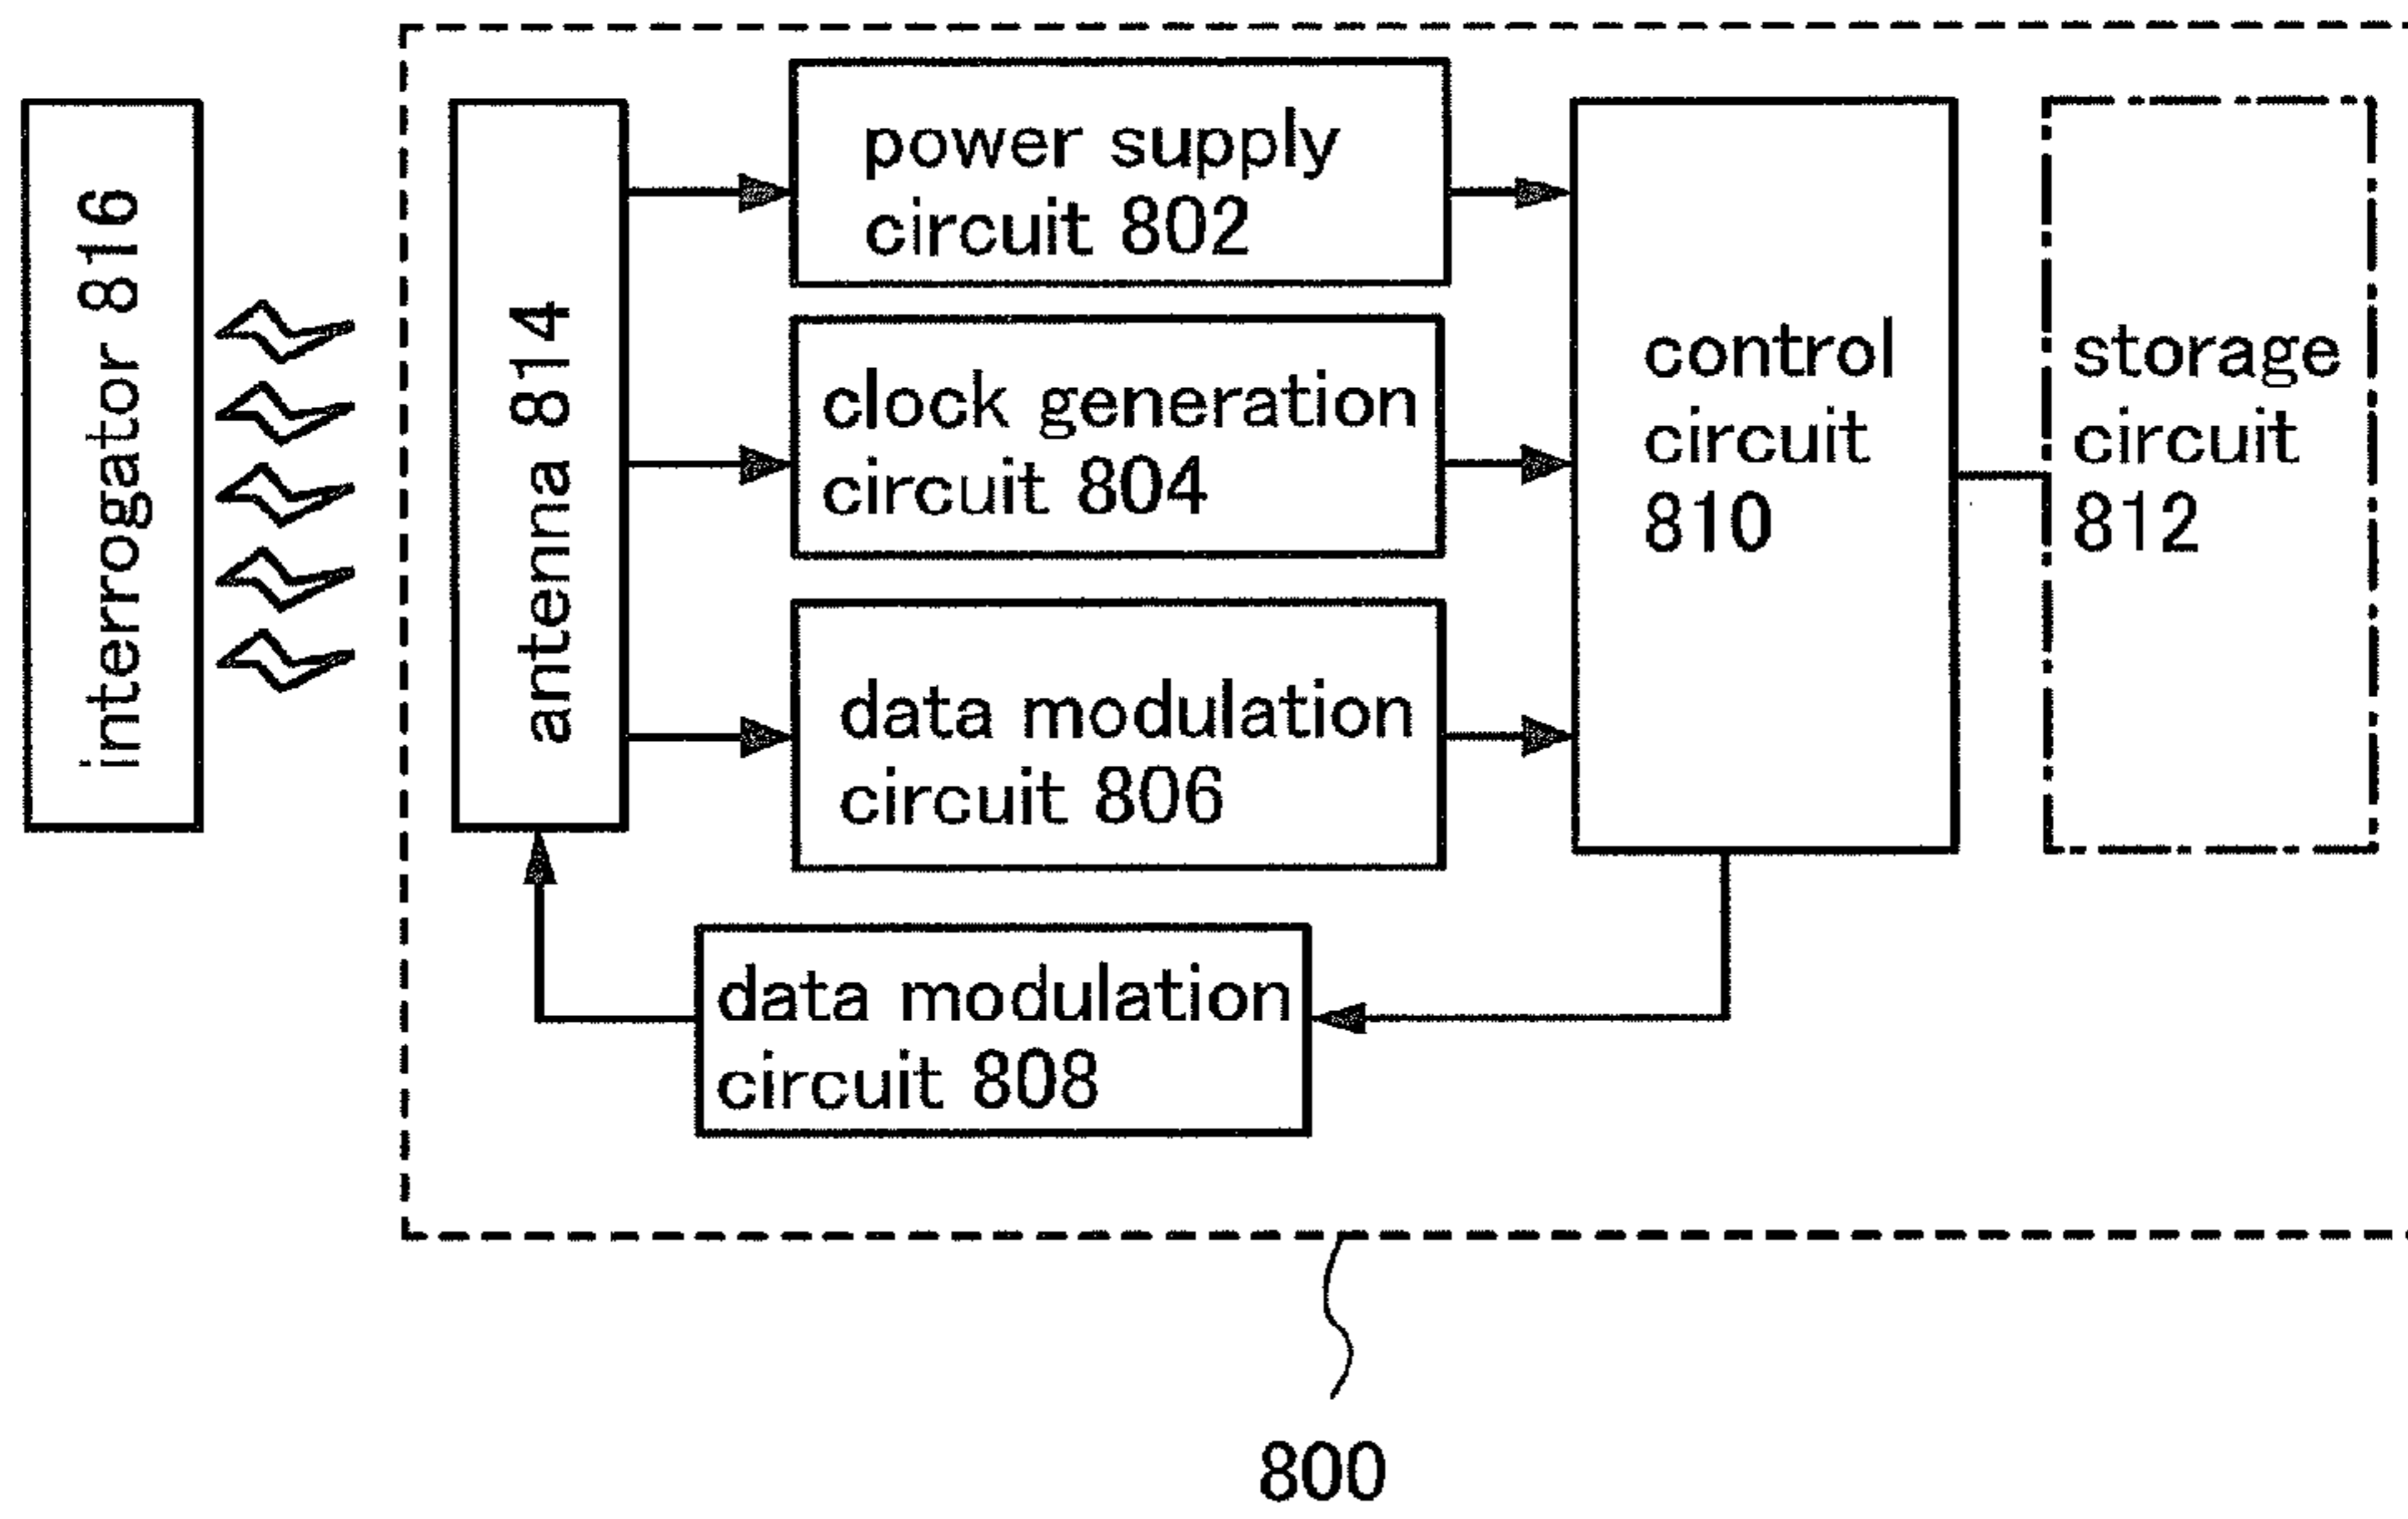 interrogator 816
antenna 814
power supply
circuit 802
clock generation
circuit 804
data modulation
circuit 806
data modulation
circuit 808
control
circuit
810
storage
circuit
812
800